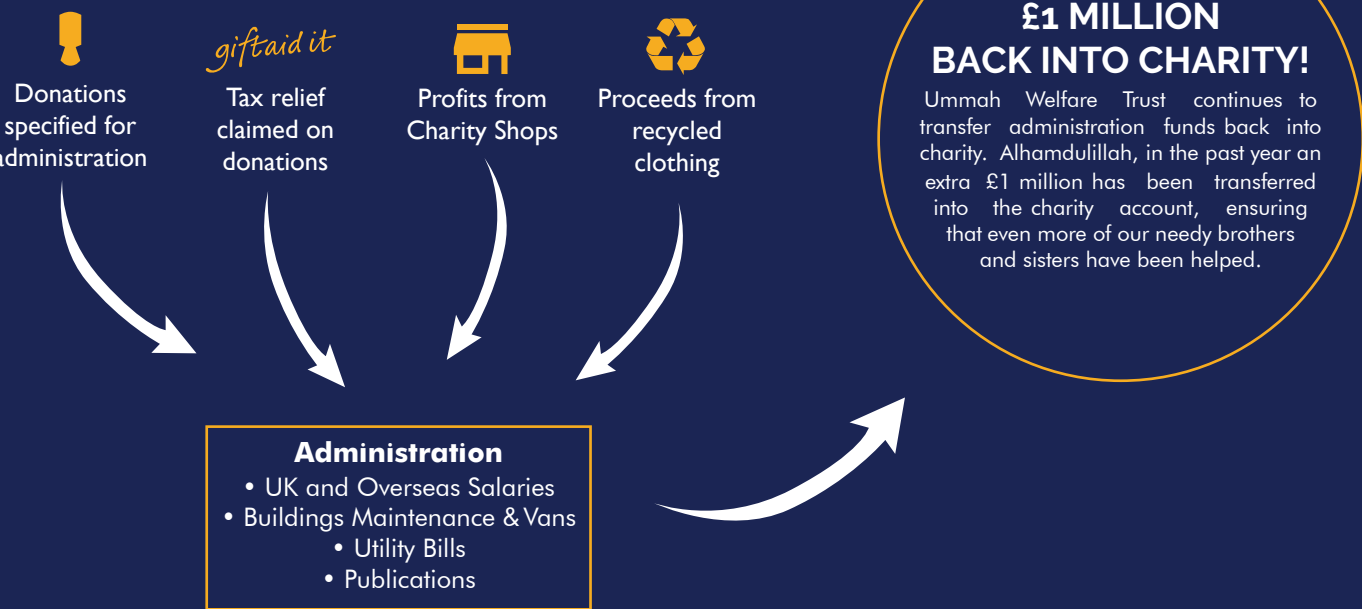 giftaid it
Donations
specified for
administration
Tax relief
claimed on
donations
Profits from
Charity Shops
Proceeds from
recycled
clothing
£1 MILLION
BACK INTO CHARITY!
Ummah Welfare Trust continues to
transfer administration funds back into
charity. Alhamdulillah, in the past year an
extra £1 million has been transferred
into the charity account, ensuring
that even more of our needy brothers
and sisters have been helped.
Administration
• UK and Overseas Salaries
• Buildings Maintenance & Vans
• Utility Bills
• Publications